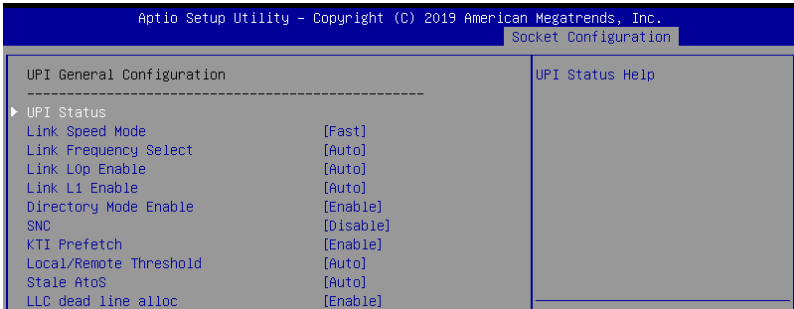 Aptio Setup Utility – Copyright (C) 2019 American Megatrends, Inc.
Socket Configuration
UPI General Configuration
UPI Status Help
------------------------------------------------
UPI Status
Link Speed Mode [Fast]
Link Frequency Select [Auto]
Link L0p Enable [Auto]
Link L1 Enable [Auto]
Directory Mode Enable [Enable]
SNC [Disable]
KTI Prefetch [Enable]
Local/Remote Threshold [Auto]
Stale AtoS [Auto]
LLC dead line alloc [Enable]